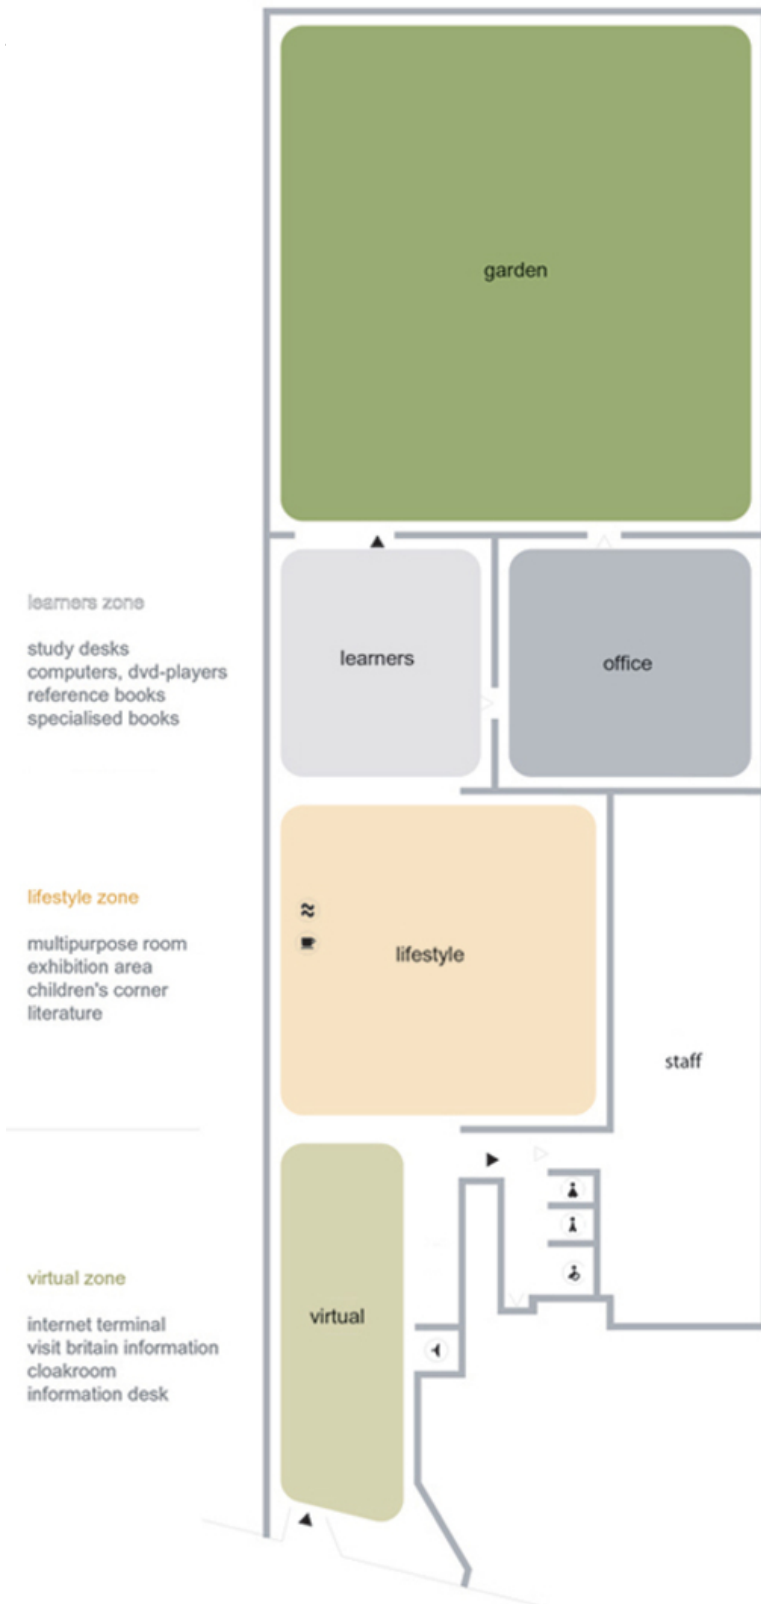 garden
learners zone
study desks
computers, dvd-players
reference books
specialised books
learners
office
lifestyle zone
multipurpose room
exhibition area
children's corner
literature
lifestyle
staff
virtual zone
internet terminal
visit britain information
cloakroom
information desk
virtual